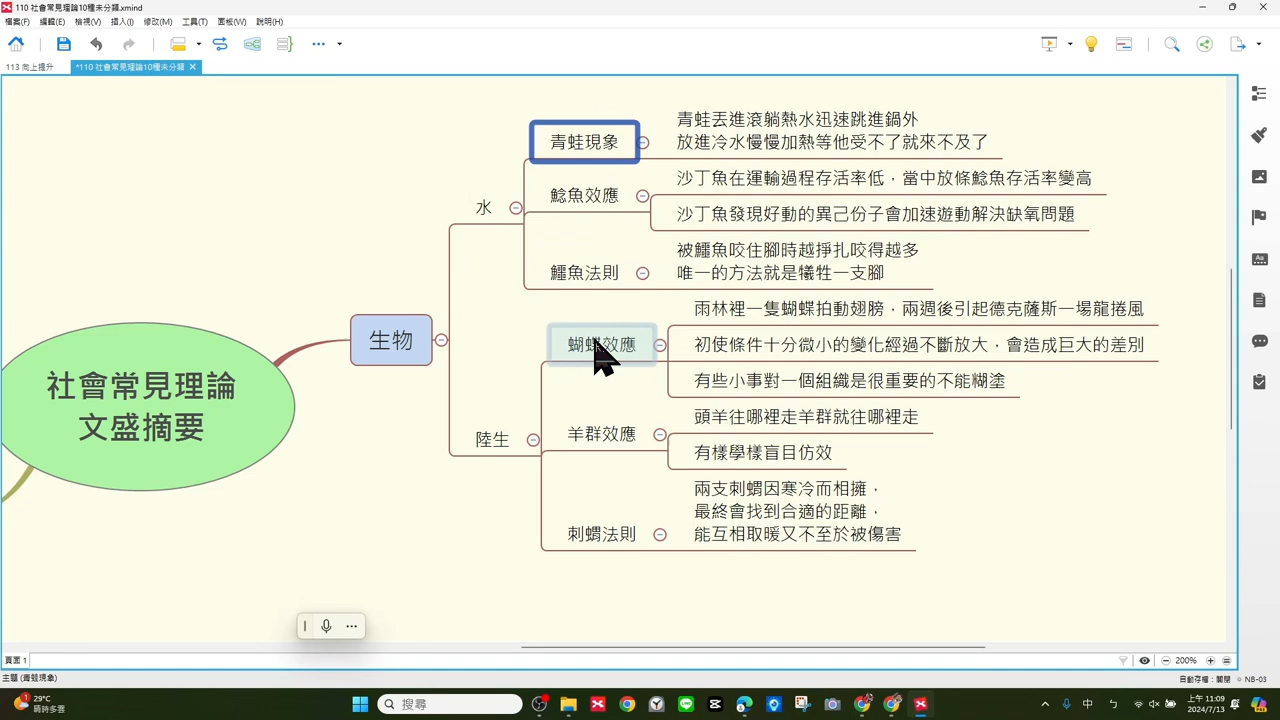 110 社會常見理論10種未分類.xmind
檔案(F) 編輯(E) 檢視(V) 插入(I) 修改(M) 工具(T) 面板(W) 說明(H)
113 向上提升
*110 社會常見理論10種未分類
青蛙現象
青蛙丟進滾躺熱水迅速跳進鍋外
放進冷水慢慢加熱等他受不了就來不及了
水
鯰魚效應
沙丁魚在運輸過程存活率低，當中放條鯰魚存活率變高
沙丁魚發現好動的異己份子會加速遊動解決缺氧問題
鱷魚法則
被鱷魚咬住腳時越掙扎咬得越多
唯一的方法就是犧牲一支腳
生物
社會常見理論
文盛摘要
蝴蝶效應
雨林裡一隻蝴蝶拍動翅膀，兩週後引起德克薩斯一場龍捲風
初使條件十分微小的變化經過不斷放大，會造成巨大的差別
有些小事對一個組織是很重要的不能糊塗
陸生
羊群效應
頭羊往哪裡走羊群就往哪裡走
有樣學樣盲目仿效
刺蝟法則
兩支刺蝟因寒冷而相擁，
最終會找到合適的距離，
能互相取暖又不至於被傷害
頁面 1
200%
主題 (青蛙現象)
自動存檔：關閉
NB-03
29°C
晴時多雲
搜尋
中
上午 11:09
2024/7/13